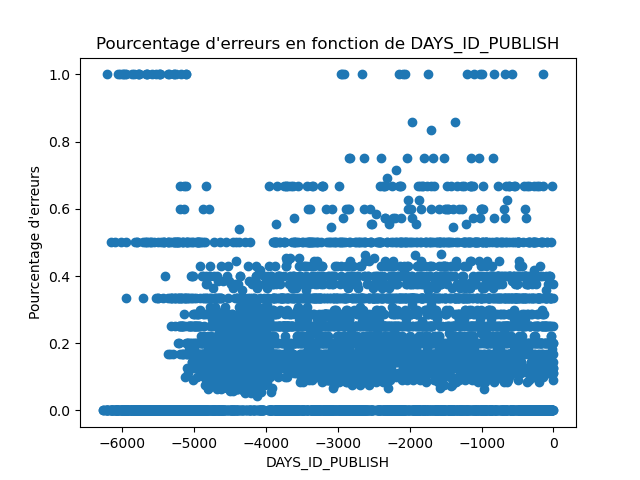 Pourcentage d'erreurs en fonction de DAYS_ID_PUBLISH
1.0
0.8
0.6
0.4
0.2
0.0
Pourcentage d'erreurs
−6000 −5000 −4000 −3000 −2000 −1000 0
DAYS_ID_PUBLISH